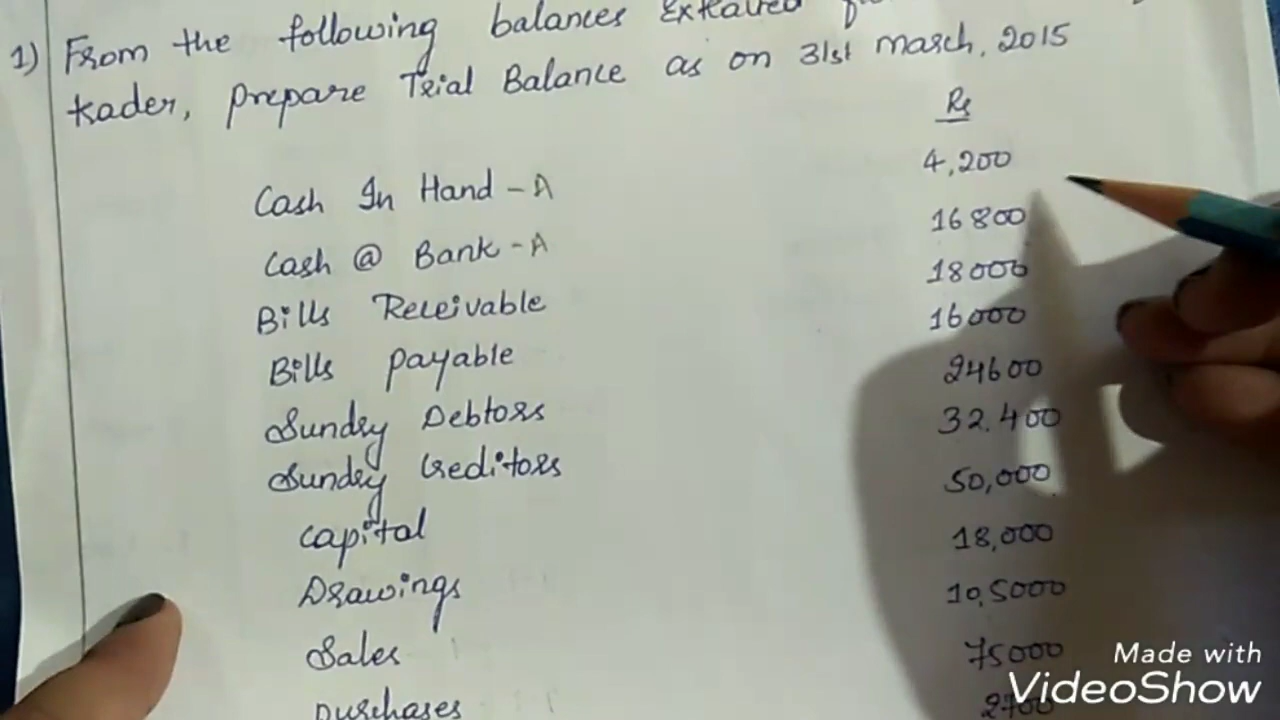 1) From the following balances
kader, prepare Trial Balance as on 31st march, 2015
Rs
Cash In Hand - A 4,200
Cash @ Bank - A 16800
Bills Receivable 18000
Bills payable 16000
Sundry Debtors 24600
Sundry Creditors 32.400
capital 50,000
Drawings 18,000
Sales 10,5000
purchases 75000
2700
Made with
VideoShow